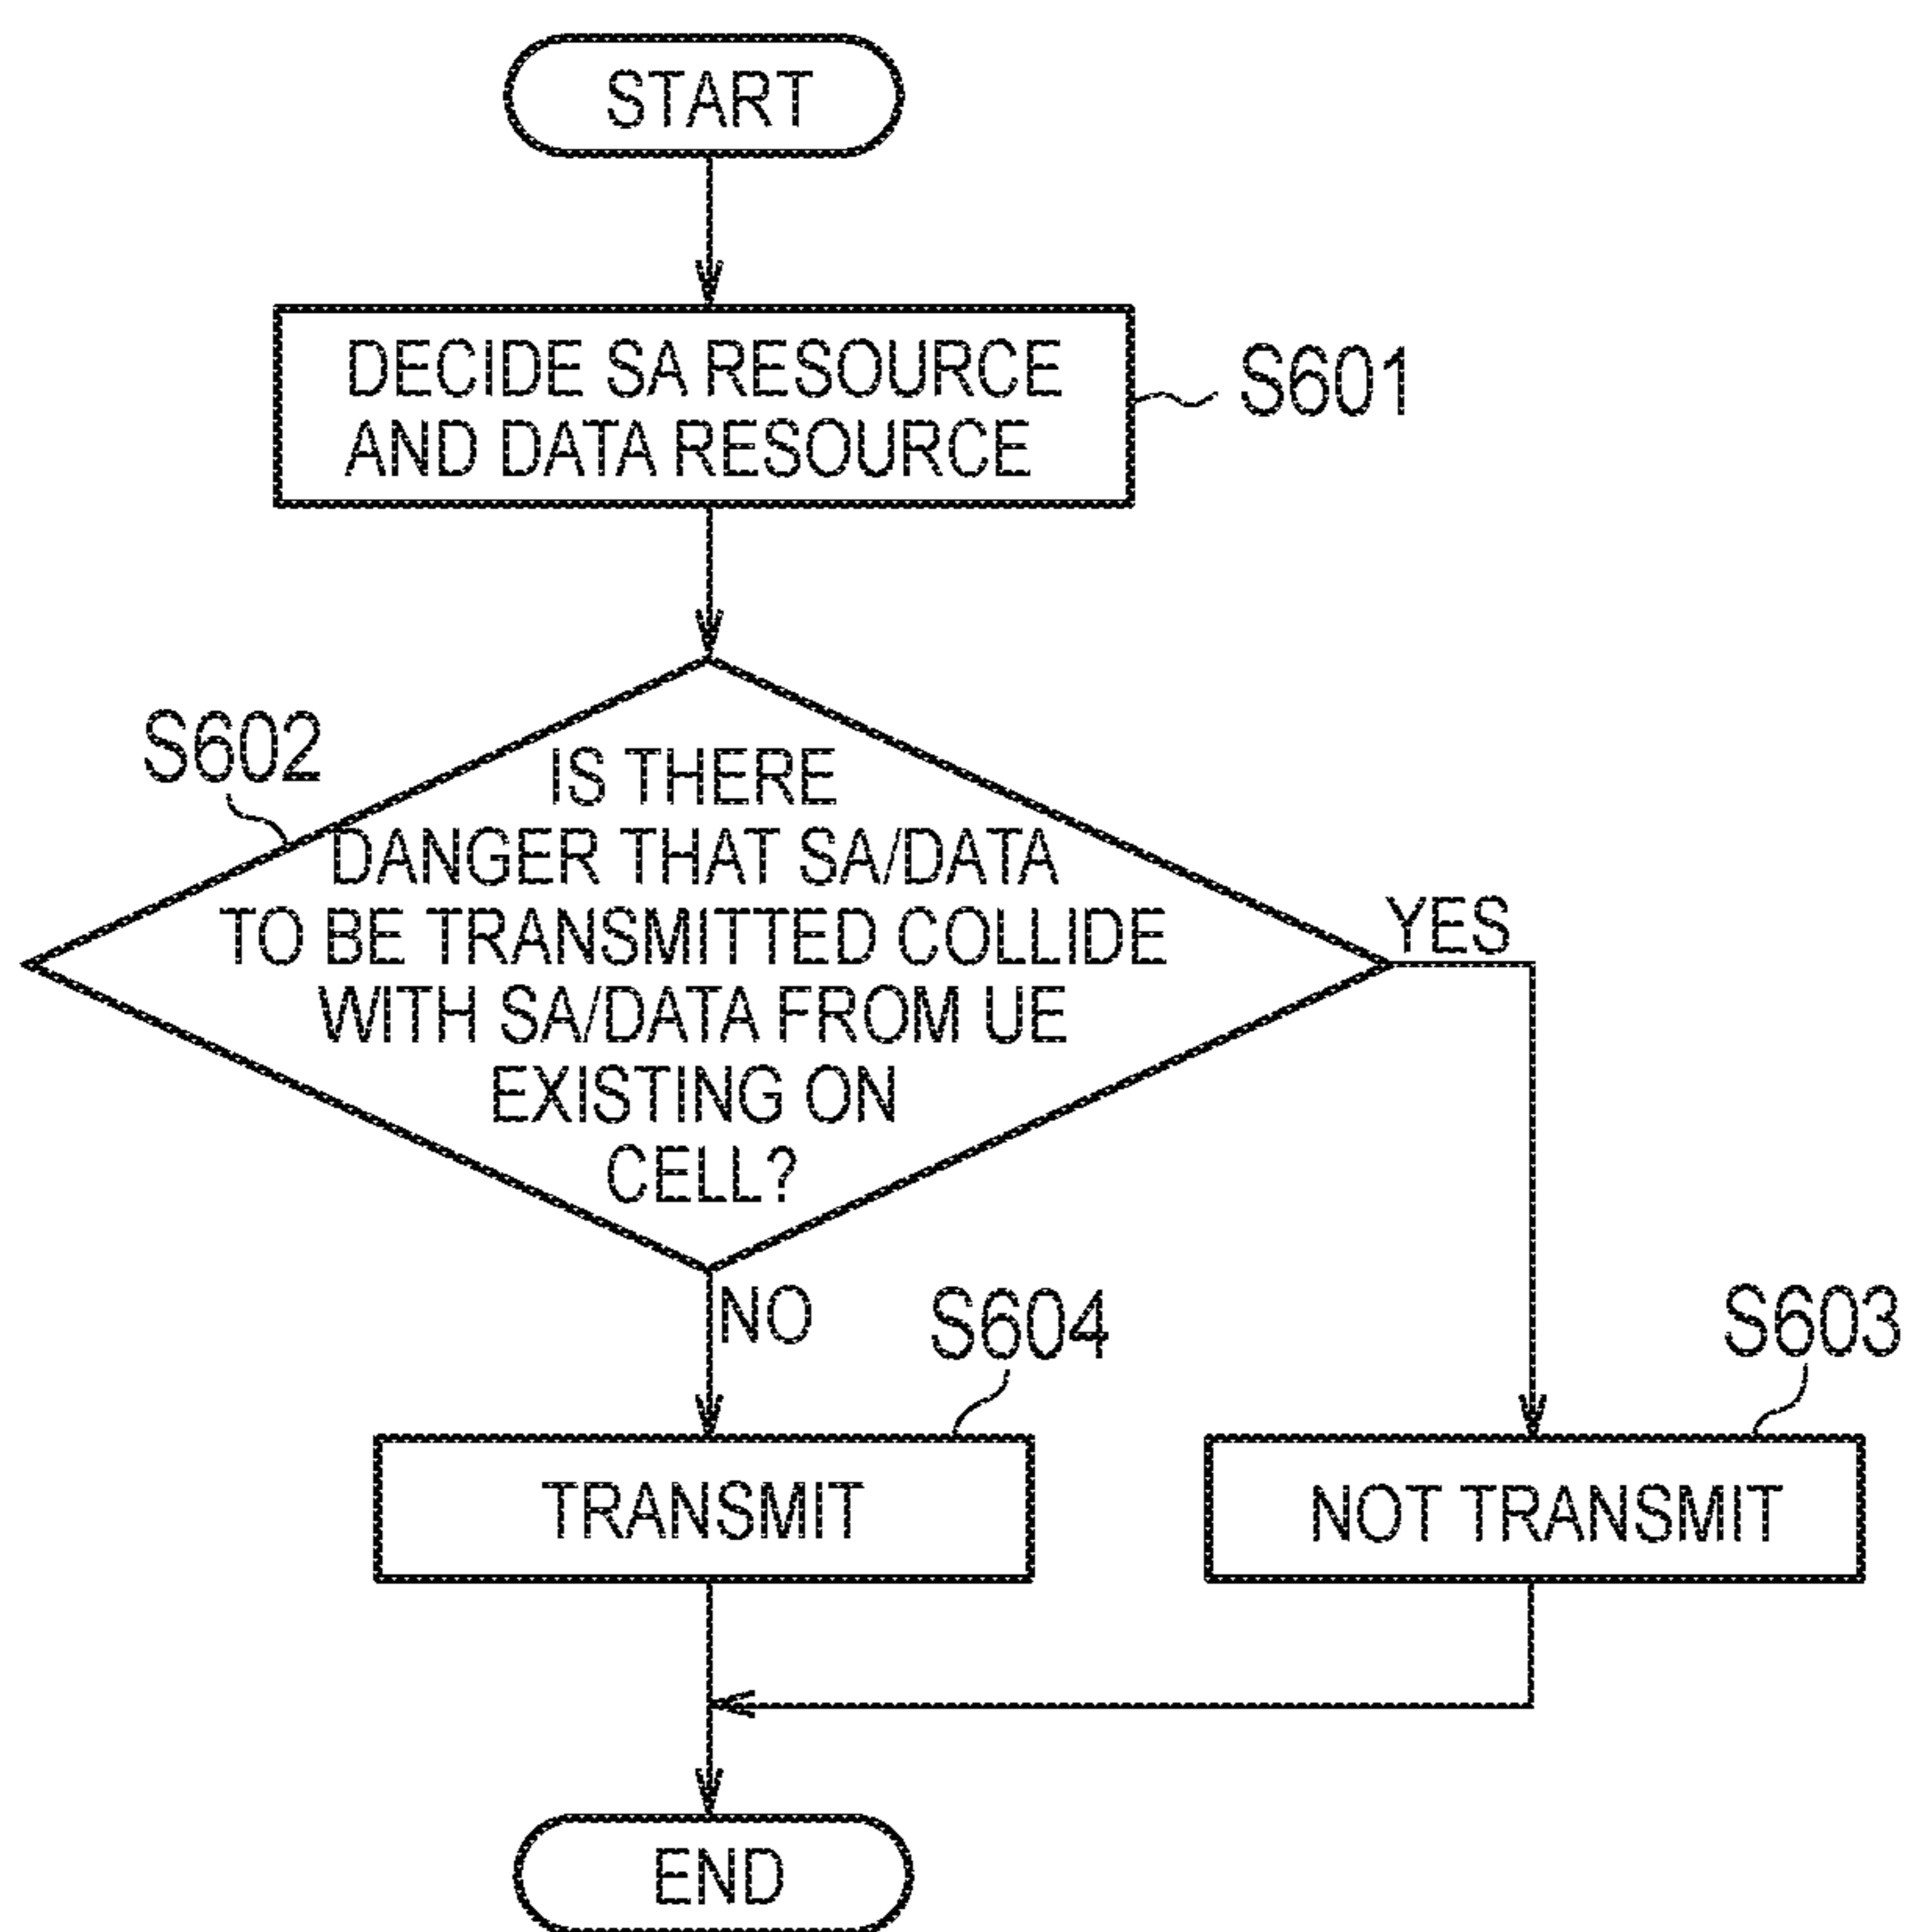 START
DECIDE SA RESOURCE
AND DATA RESOURCE
S601
S602
IS THERE
DANGER THAT SA/DATA
TO BE TRANSMITTED COLLIDE
WITH SA/DATA FROM UE
EXISTING ON
CELL?
YES
NO
S604
S603
TRANSMIT
NOT TRANSMIT
END